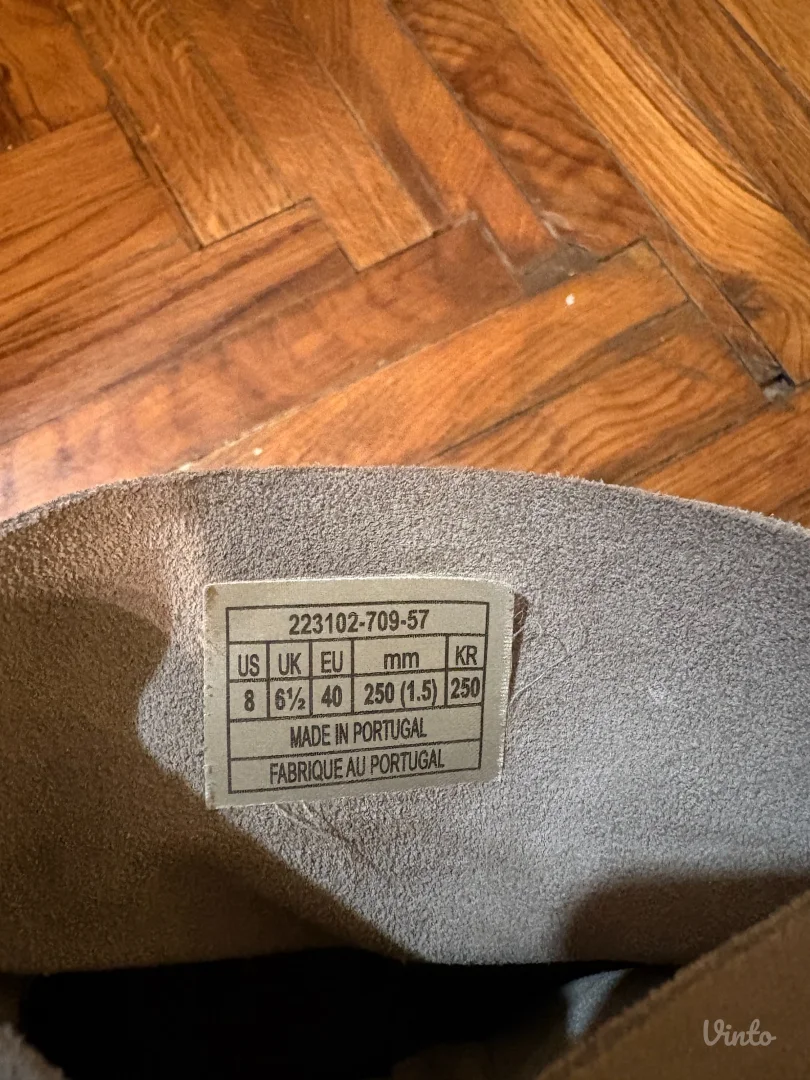 223102-709-57
US UK EU mm KR
8 6½ 40 250 (1.5) 250
MADE IN PORTUGAL
FABRIQUE AU PORTUGAL
Vinto